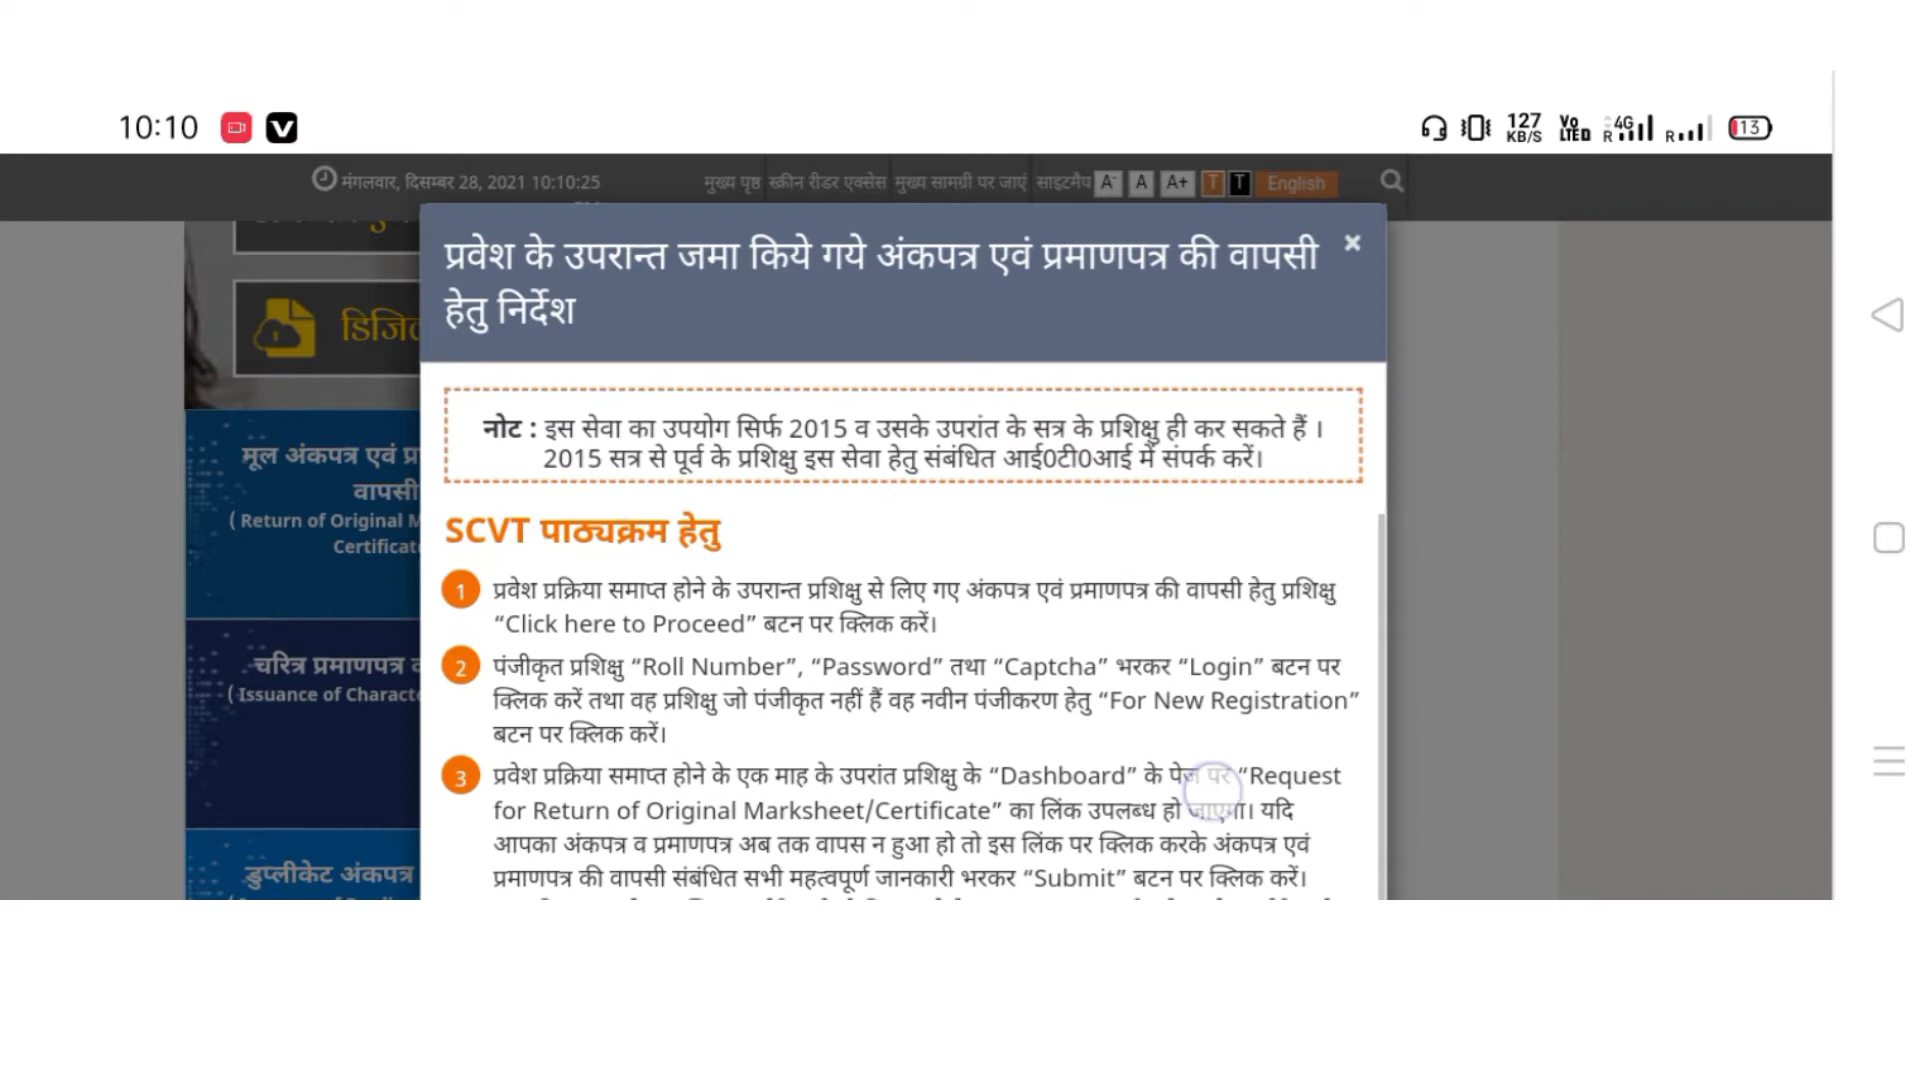 10:10
127
KB/S
Vo
LTE
4G
R
R
13
मंगलवार, दिसम्बर 28, 2021 10:10:25
मुख्य पृष्ठ स्क्रीन रीडर एक्सेस मुख्य सामग्री पर जाएं साइटमैप A- A A+ T T English
प्रवेश के उपरान्त जमा किये गये अंकपत्र एवं प्रमाणपत्र की वापसी
हेतु निर्देश
×
डिजि
नोट : इस सेवा का उपयोग सिर्फ 2015 व उसके उपरांत के सत्र के प्रशिक्षु ही कर सकते हैं ।
2015 सत्र से पूर्व के प्रशिक्षु इस सेवा हेतु संबंधित आई0टी0आई में संपर्क करें।
मूल अंकपत्र एवं प्र
वापसी
( Return of Original M
Certificat
SCVT पाठ्यक्रम हेतु
1 प्रवेश प्रक्रिया समाप्त होने के उपरान्त प्रशिक्षु से लिए गए अंकपत्र एवं प्रमाणपत्र की वापसी हेतु प्रशिक्षु
“Click here to Proceed” बटन पर क्लिक करें।
चरित्र प्रमाणपत्र
( Issuance of Charact
2 पंजीकृत प्रशिक्षु “Roll Number”, “Password” तथा “Captcha” भरकर “Login” बटन पर
क्लिक करें तथा वह प्रशिक्षु जो पंजीकृत नहीं हैं वह नवीन पंजीकरण हेतु “For New Registration”
बटन पर क्लिक करें।
3 प्रवेश प्रक्रिया समाप्त होने के एक माह के उपरांत प्रशिक्षु के “Dashboard” के पेज पर “Request
for Return of Original Marksheet/Certificate” का लिंक उपलब्ध हो जाएगा। यदि
आपका अंकपत्र व प्रमाणपत्र अब तक वापस न हुआ हो तो इस लिंक पर क्लिक करके अंकपत्र एवं
प्रमाणपत्र की वापसी संबंधित सभी महत्वपूर्ण जानकारी भरकर “Submit” बटन पर क्लिक करें।
डुप्लीकेट अंकपत्र